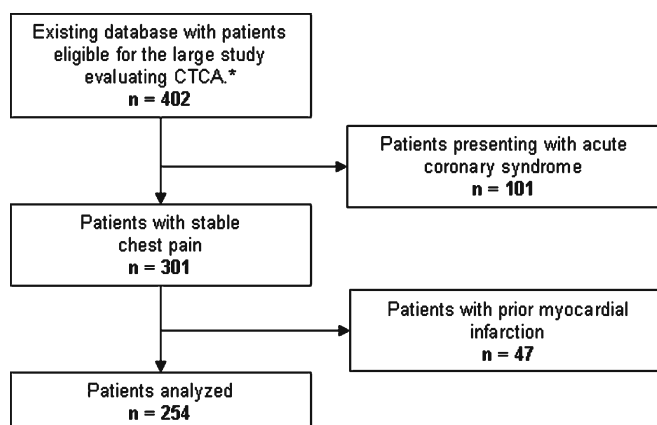 Existing database with patients
eligible for the large study
evaluating CTCA.*
n = 402
Patients presenting with acute
coronary syndrome
n = 101
Patients with stable
chest pain
n = 301
Patients with prior myocardial
infarction
n = 47
Patients analyzed
n = 254